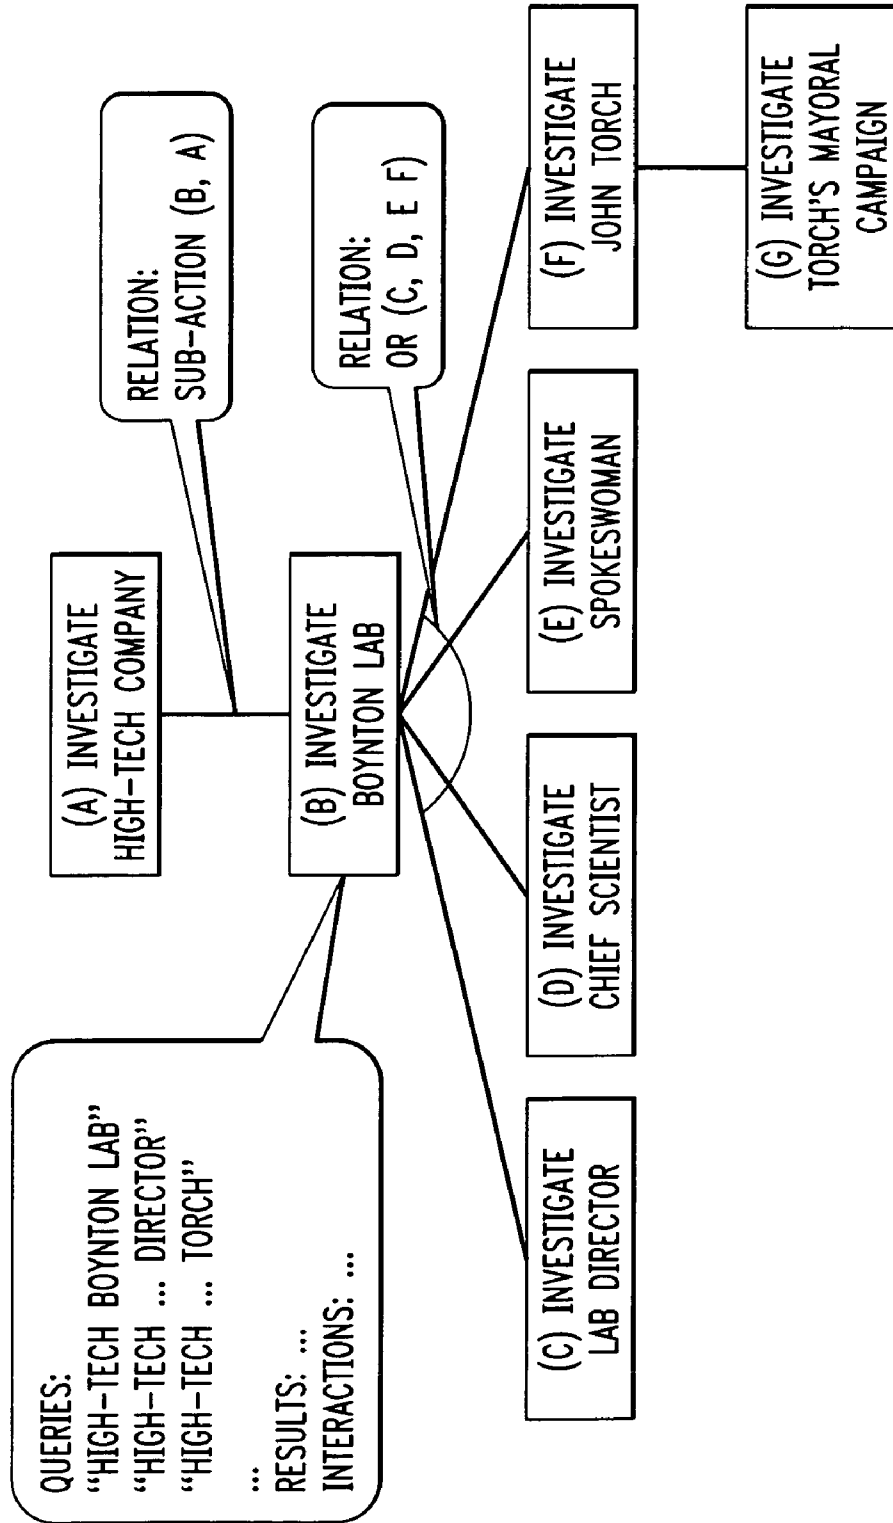 QUERIES:
“HIGH-TECH BOYNTON LAB”
“HIGH-TECH ... DIRECTOR”
“HIGH-TECH ... TORCH”
...
RESULTS: ...
INTERACTIONS: ...
(A) INVESTIGATE
HIGH-TECH COMPANY
RELATION:
SUB-ACTION (B, A)
(B) INVESTIGATE
BOYNTON LAB
RELATION:
OR (C, D, E F)
(C) INVESTIGATE
LAB DIRECTOR
(D) INVESTIGATE
CHIEF SCIENTIST
(E) INVESTIGATE
SPOKESWOMAN
(F) INVESTIGATE
JOHN TORCH
(G) INVESTIGATE
TORCH'S MAYORAL
CAMPAIGN